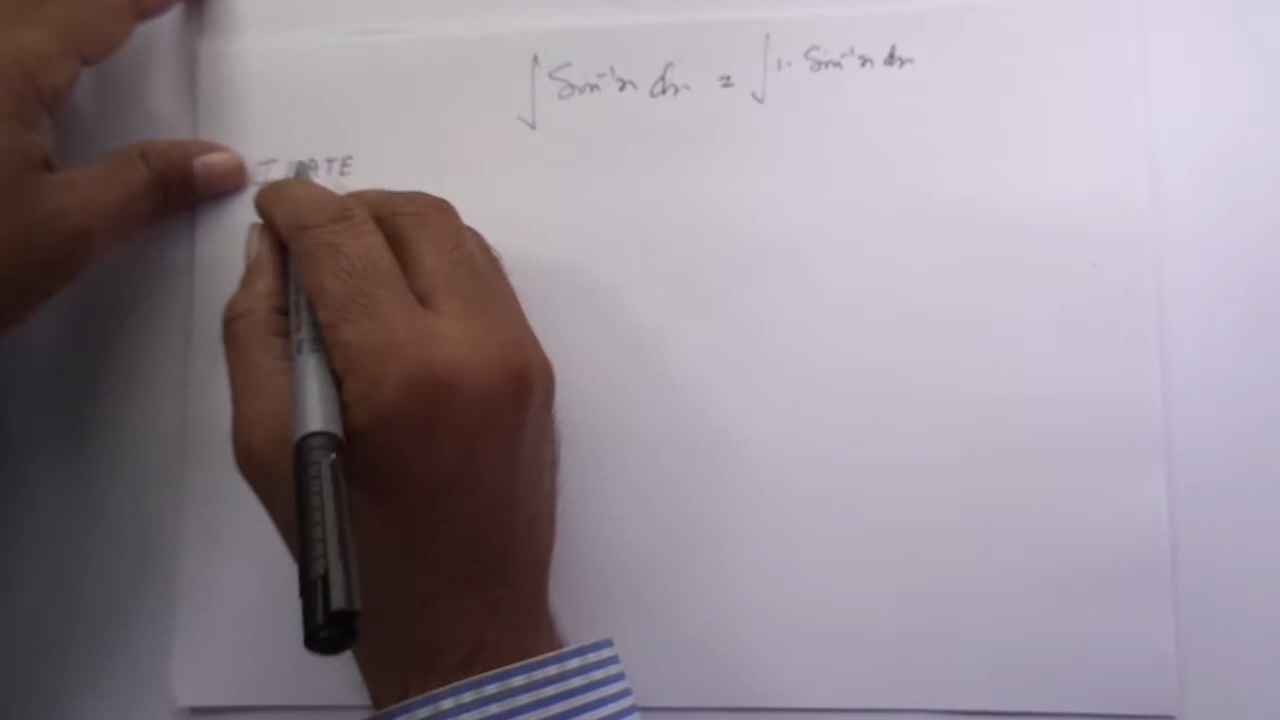 ∫ Sin⁻¹x dx = ∫ 1. Sin⁻¹x dx